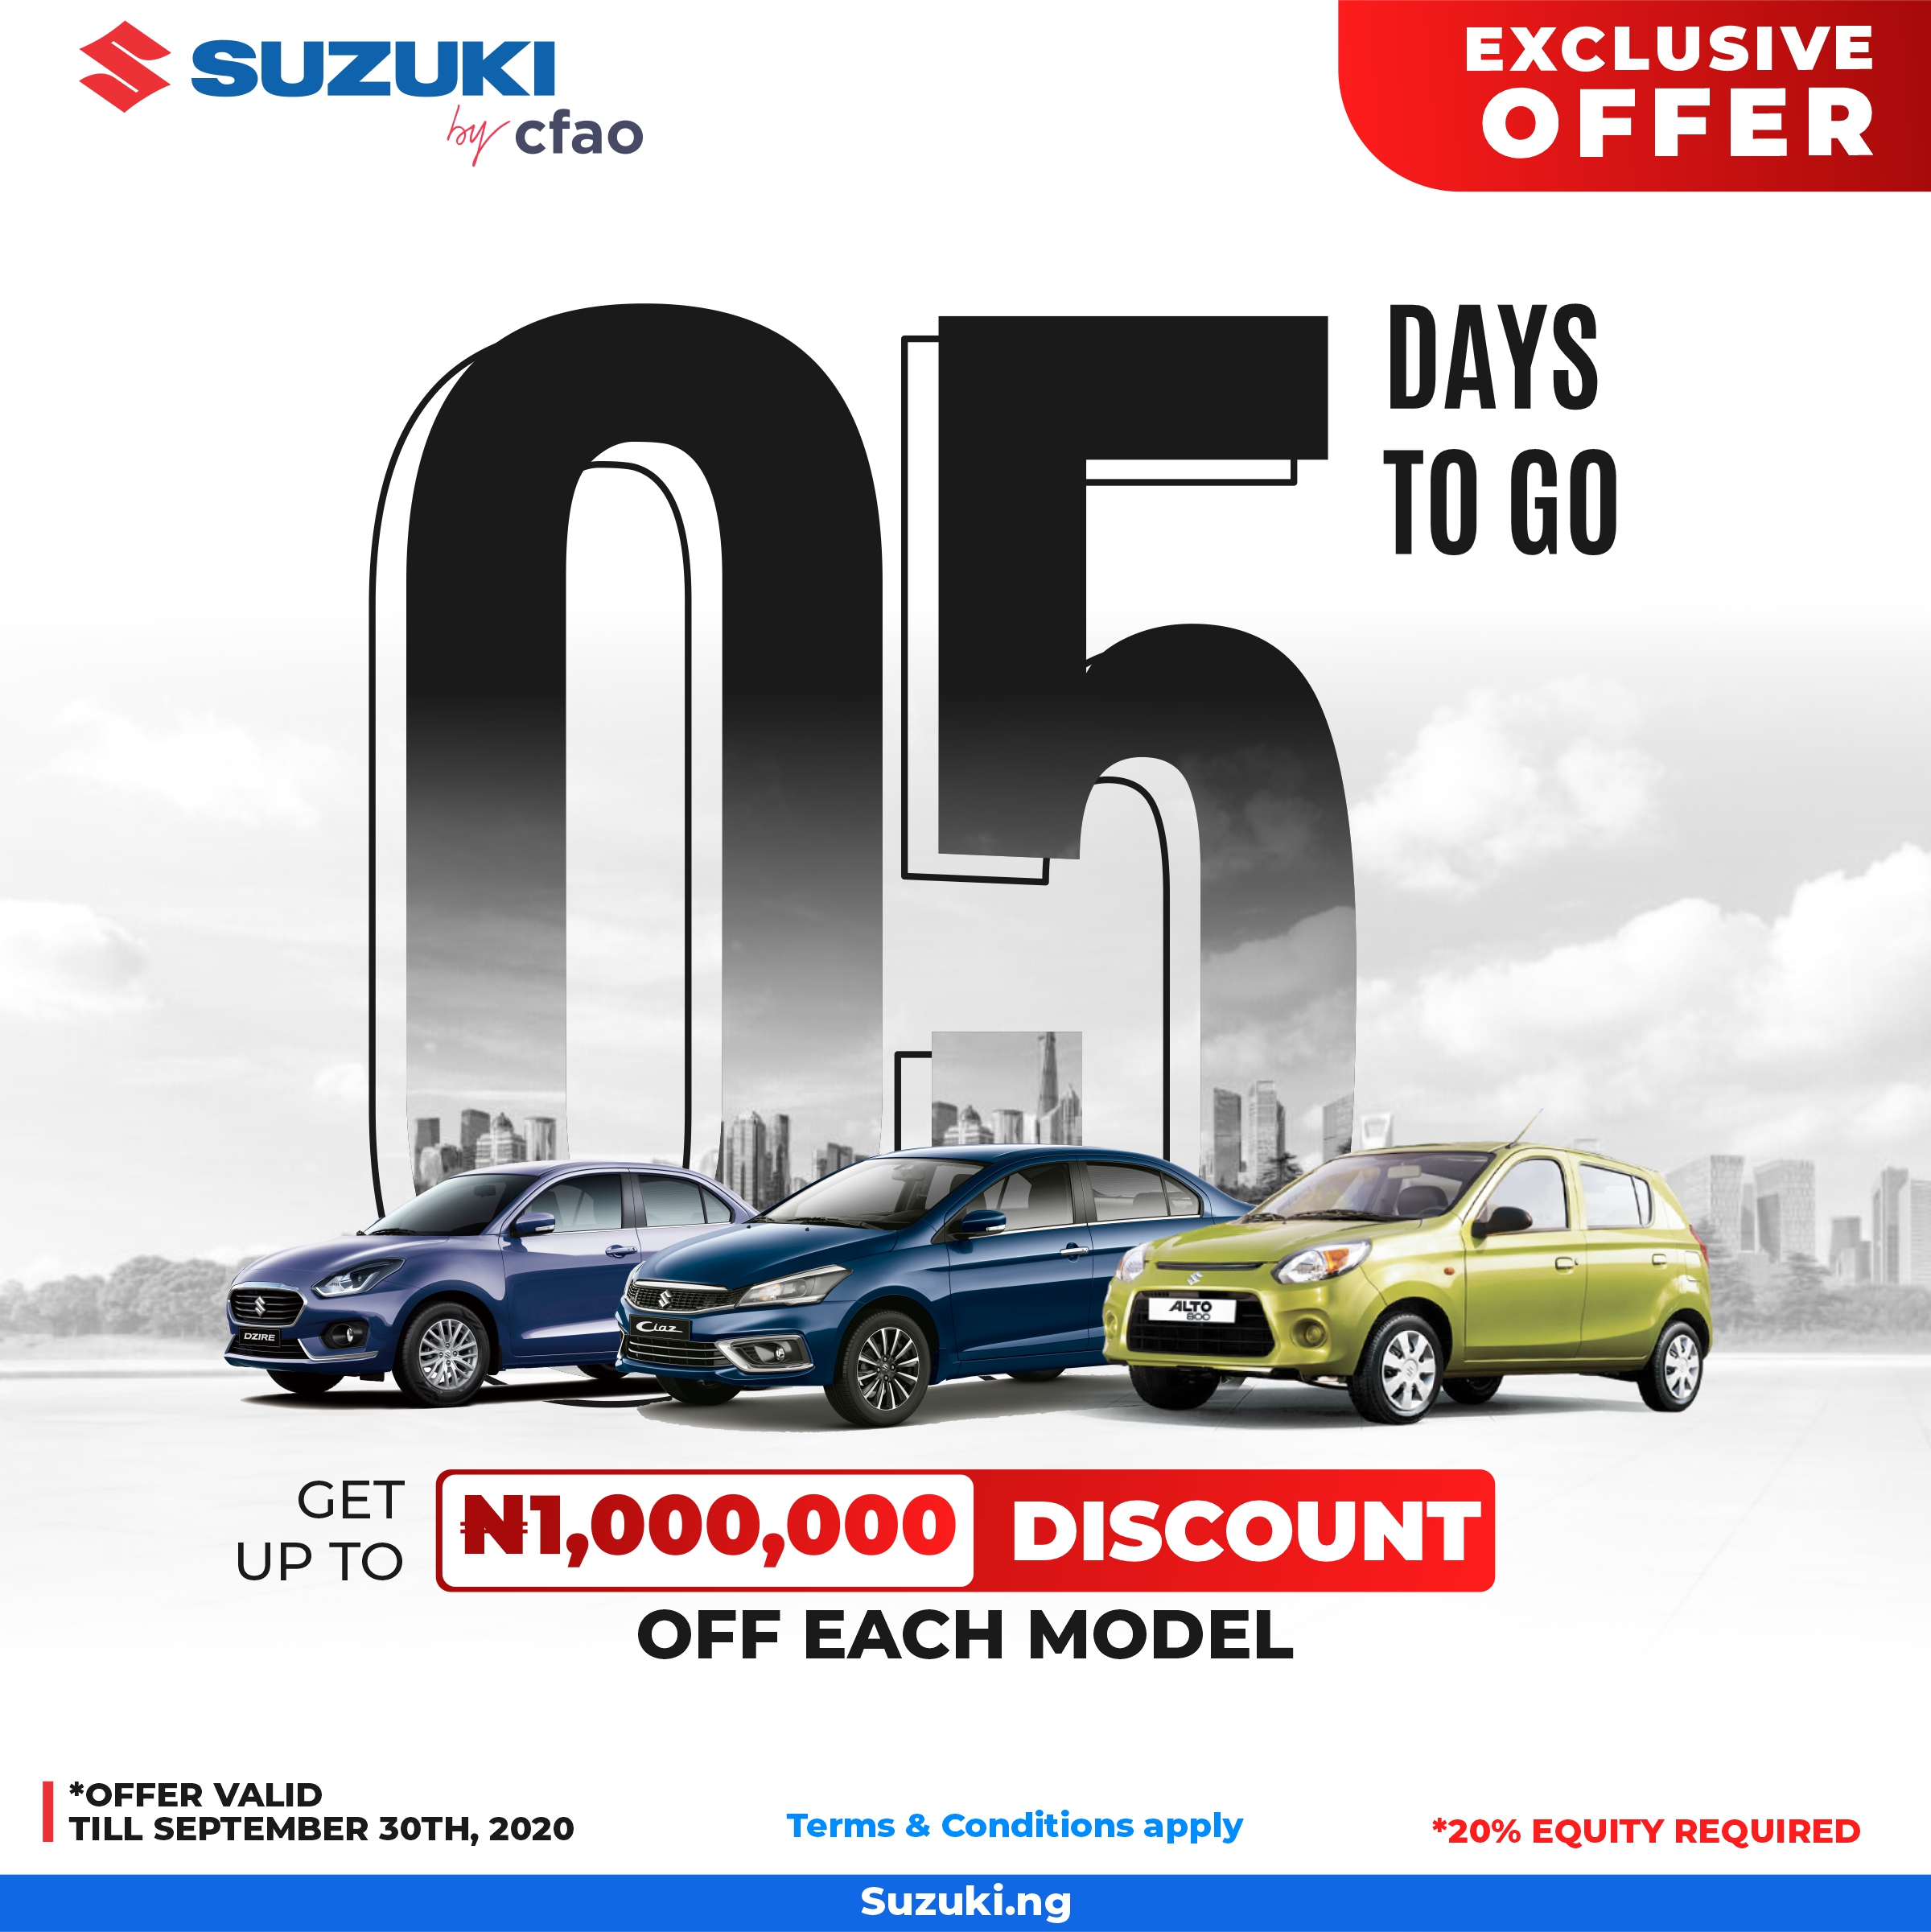 SUZUKI
by cfao
EXCLUSIVE
OFFER
05
DAYS
TO GO
DZIRE
Ciaz
ALTO
800
GET
UP TO
₦1,000,000 DISCOUNT
OFF EACH MODEL
*OFFER VALID
TILL SEPTEMBER 30TH, 2020
Terms & Conditions apply
*20% EQUITY REQUIRED
Suzuki.ng